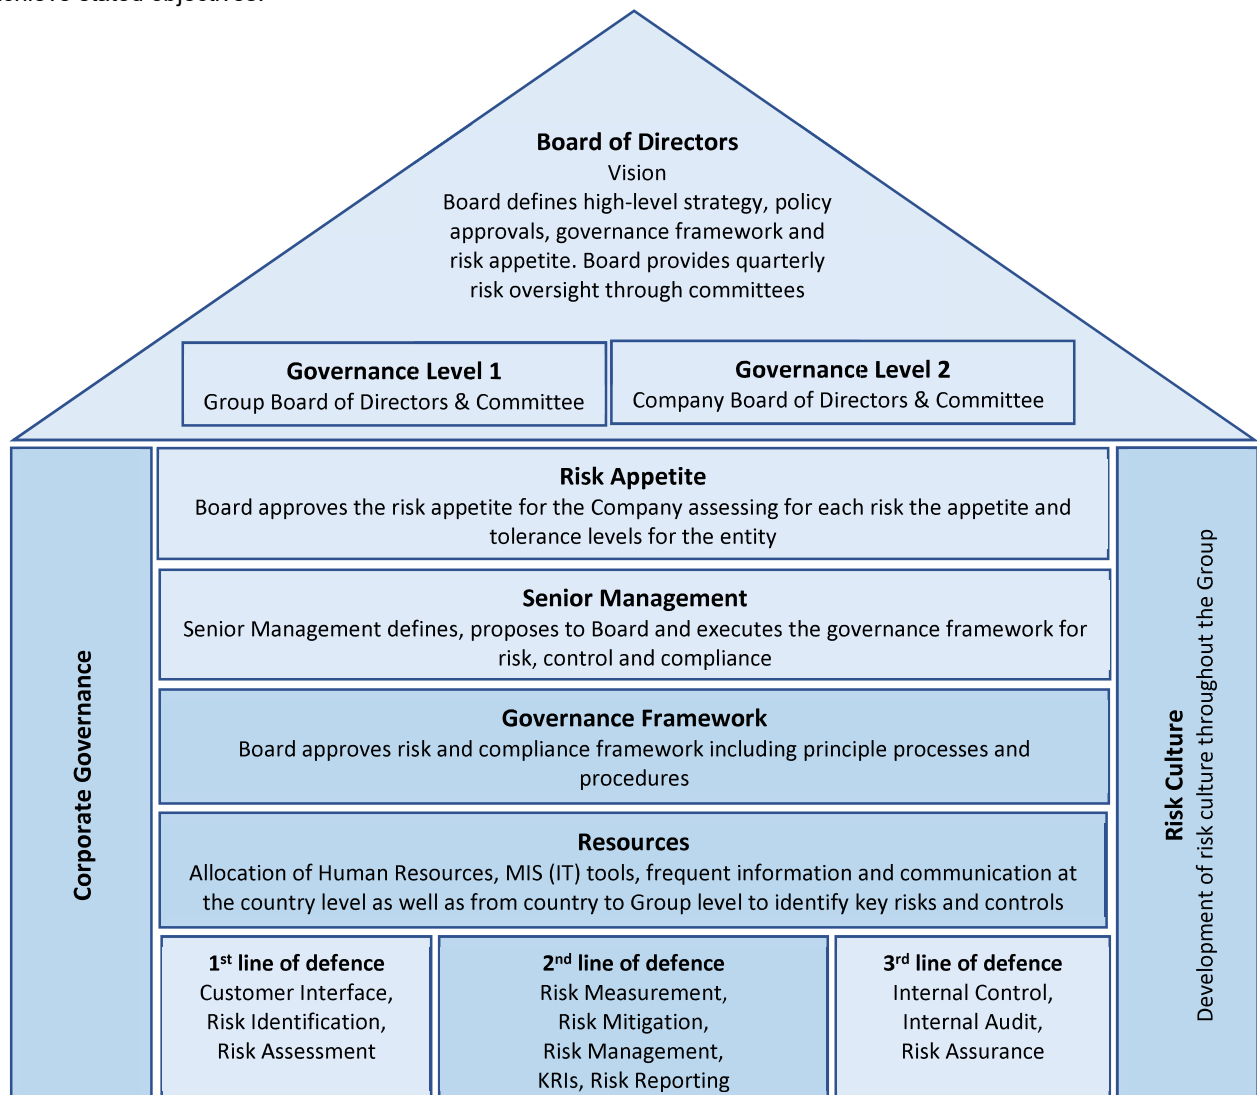 Board of Directors
Vision
Board defines high-level strategy, policy
approvals, governance framework and
risk appetite. Board provides quarterly
risk oversight through committees
Governance Level 1
Group Board of Directors & Committee
Governance Level 2
Company Board of Directors & Committee
Corporate Governance
Risk Appetite
Board approves the risk appetite for the Company assessing for each risk the appetite and
tolerance levels for the entity
Senior Management
Senior Management defines, proposes to Board and executes the governance framework for
risk, control and compliance
Governance Framework
Board approves risk and compliance framework including principle processes and
procedures
Resources
Allocation of Human Resources, MIS (IT) tools, frequent information and communication at
the country level as well as from country to Group level to identify key risks and controls
1st line of defence
Customer Interface,
Risk Identification,
Risk Assessment
2nd line of defence
Risk Measurement,
Risk Mitigation,
Risk Management,
KRIs, Risk Reporting
3rd line of defence
Internal Control,
Internal Audit,
Risk Assurance
Risk Culture
Development of risk culture throughout the Group